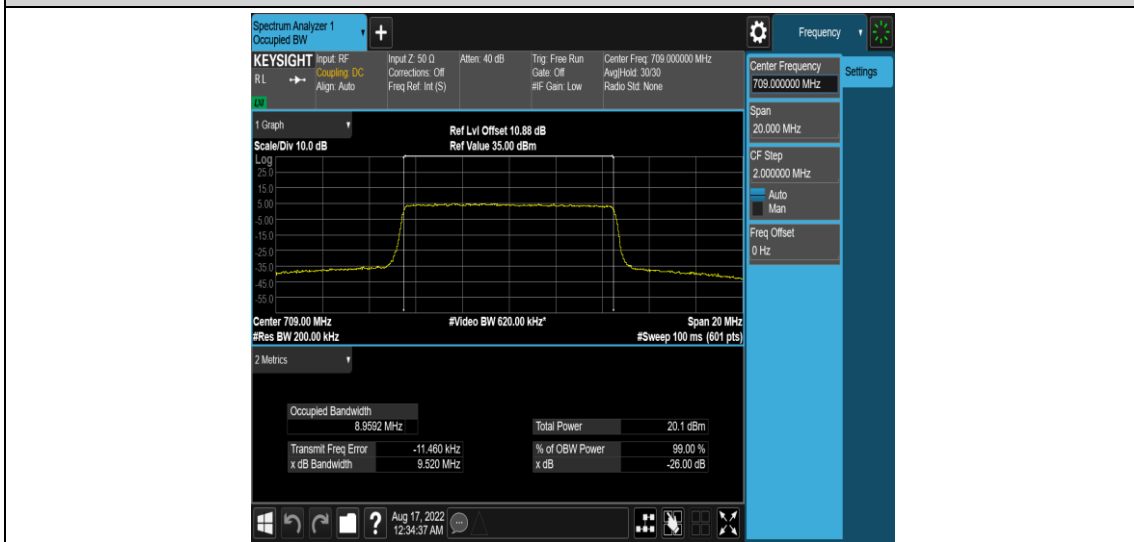 Spectrum Analyzer 1
Occupied BW
+
Frequency
KEYSIGHT Input: RF
RL
Coupling: DC
Align: Auto
Input Z: 50 Ω
Corrections: Off
Freq Ref: Int (S)
Atten: 40 dB
Trig: Free Run
Gate: Off
#IF Gain: Low
Center Freq: 709.000000 MHz
Avg|Hold: 30/30
Radio Std: None
Center Frequency
709.000000 MHz
Settings
Span
20.000 MHz
CF Step
2.000000 MHz
Auto
Man
Freq Offset
0 Hz
1 Graph
Scale/Div 10.0 dB
Ref Lvl Offset 10.88 dB
Ref Value 35.00 dBm
Log
25.0
15.0
5.00
-5.00
-15.0
-25.0
-35.0
-45.0
-55.0
Center 709.00 MHz
#Video BW 620.00 kHz*
Span 20 MHz
#Res BW 200.00 kHz
#Sweep 100 ms (601 pts)
2 Metrics
Occupied Bandwidth
8.9592 MHz
Total Power 20.1 dBm
Transmit Freq Error -11.460 kHz
% of OBW Power 99.00 %
x dB Bandwidth 9.520 MHz
x dB -26.00 dB
?
Aug 17, 2022
12:34:37 AM